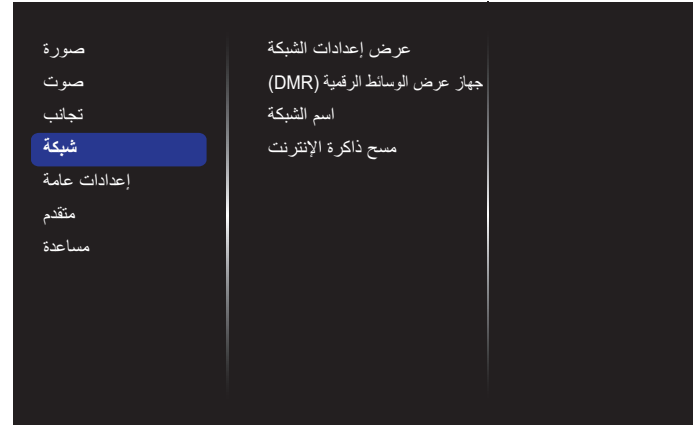 صورة
صوت
تجانب
شبكة
إعدادات عامة
متقدم
مساعدة
عرض إعدادات الشبكة
جهاز عرض الوسائط الرقمية (DMR)
اسم الشبكة
مسح ذاكرة الإنترنت